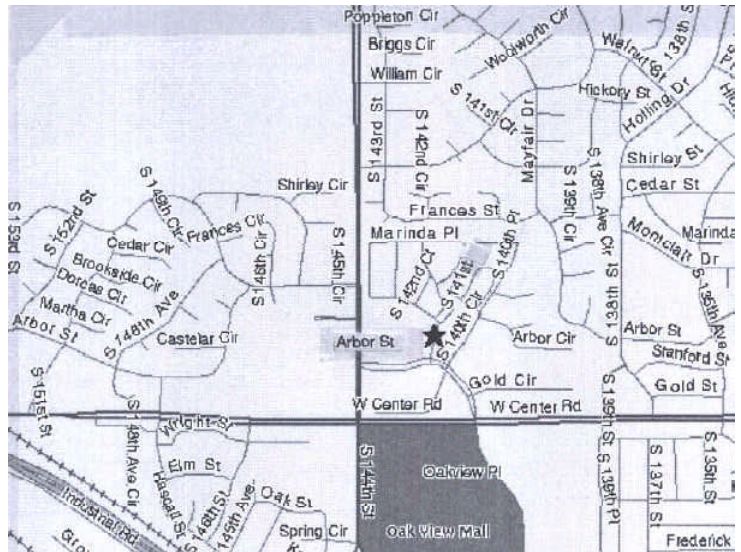 Poppleton Cir
Briggs Cir
William Cir
Woolworth Cir
Walnut St
S 138th St
Hickory St
Holling Dr
S 141st Cir
S 143rd St
S 142nd Cir
Mayfair Dr
Shirley St
Cedar St
Shirley Cir
Frances St
Marinda Pl
S 139th Cir
S 138th Ave Cir
Marinda
Montclair Dr
S 153rd St
S 152nd St
S 149th Cir
Frances Cir
Cedar Cir
Brookside Cir
Dorcas Cir
Martha Cir
Arbor St
S 148th Ave
S 146th Cir
S 145th Cir
Castelar Cir
S 142nd Ct
S 141st
S 140th Pl
S 140th Cir
Arbor St
Arbor Cir
S 138th St
Arbor St
S 135th Ave
Stanford St
Gold Cir
Gold St
W Center Rd
W Center Rd
S 151st St
S 148th Ave Cir
Wright St
Elm St
Hascall St
S 146th St
S 145th Ave
Oak St
Spring Cir
Industrial Rd
Grov
S 144th St
Oakview Pl
Oak View Mall
S 139th St
S 139th Pl
S 137th St
S 135th St
Frederick